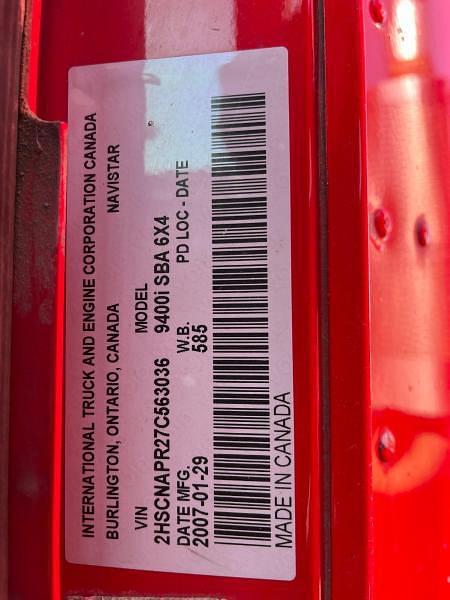 INTERNATIONAL TRUCK AND ENGINE CORPORATION CANADA
BURLINGTON, ONTARIO, CANADA NAVISTAR
VIN MODEL
2HSCNAPR27C563036 9400i SBA 6X4
DATE MFG. W.B. PD LOC - DATE
2007-01-29 585
MADE IN CANADA